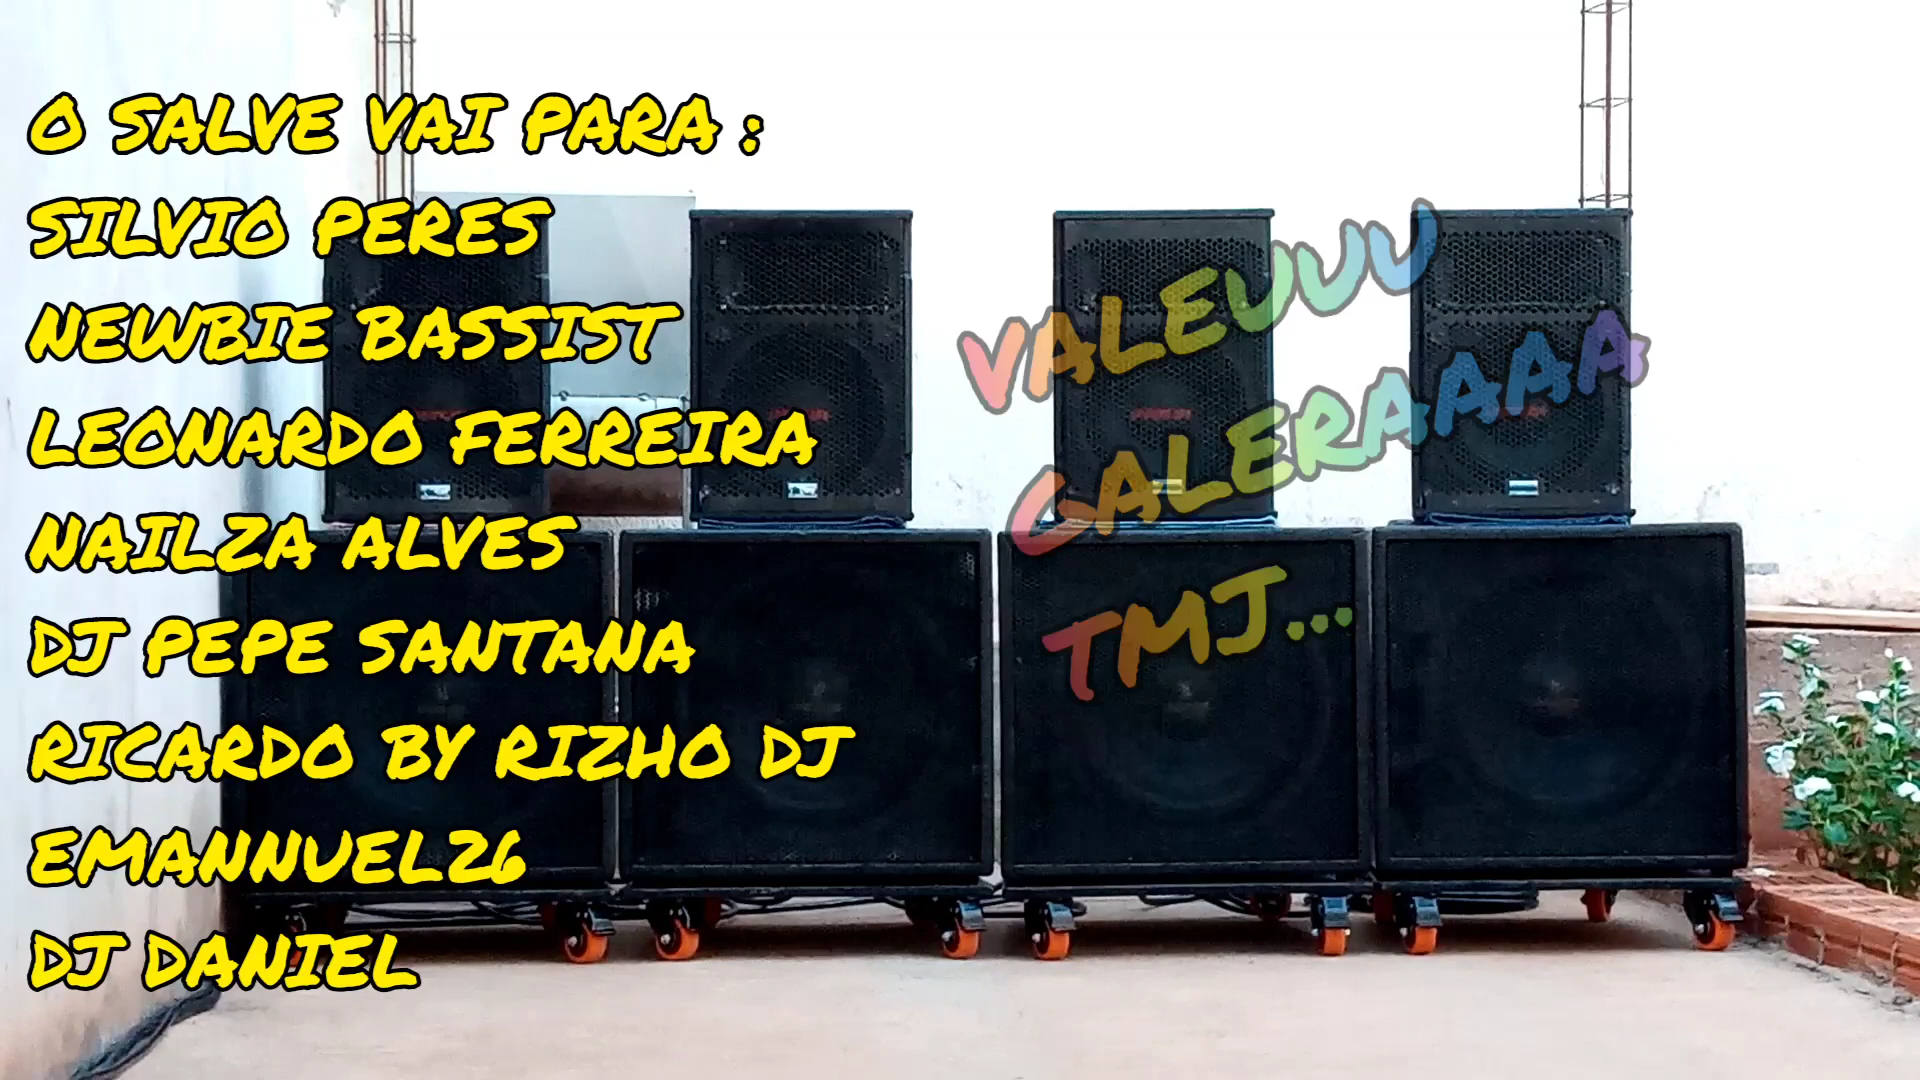 O SALVE VAI PARA :
SILVIO PERES
NEWBIE BASSIST
LEONARDO FERREIRA
NAILZA ALVES
DJ PEPE SANTANA
RICARDO BY RIZHO DJ
EMANNUEL26
DJ DANIEL
VALEUUU
GALERAAAA
TMJ...